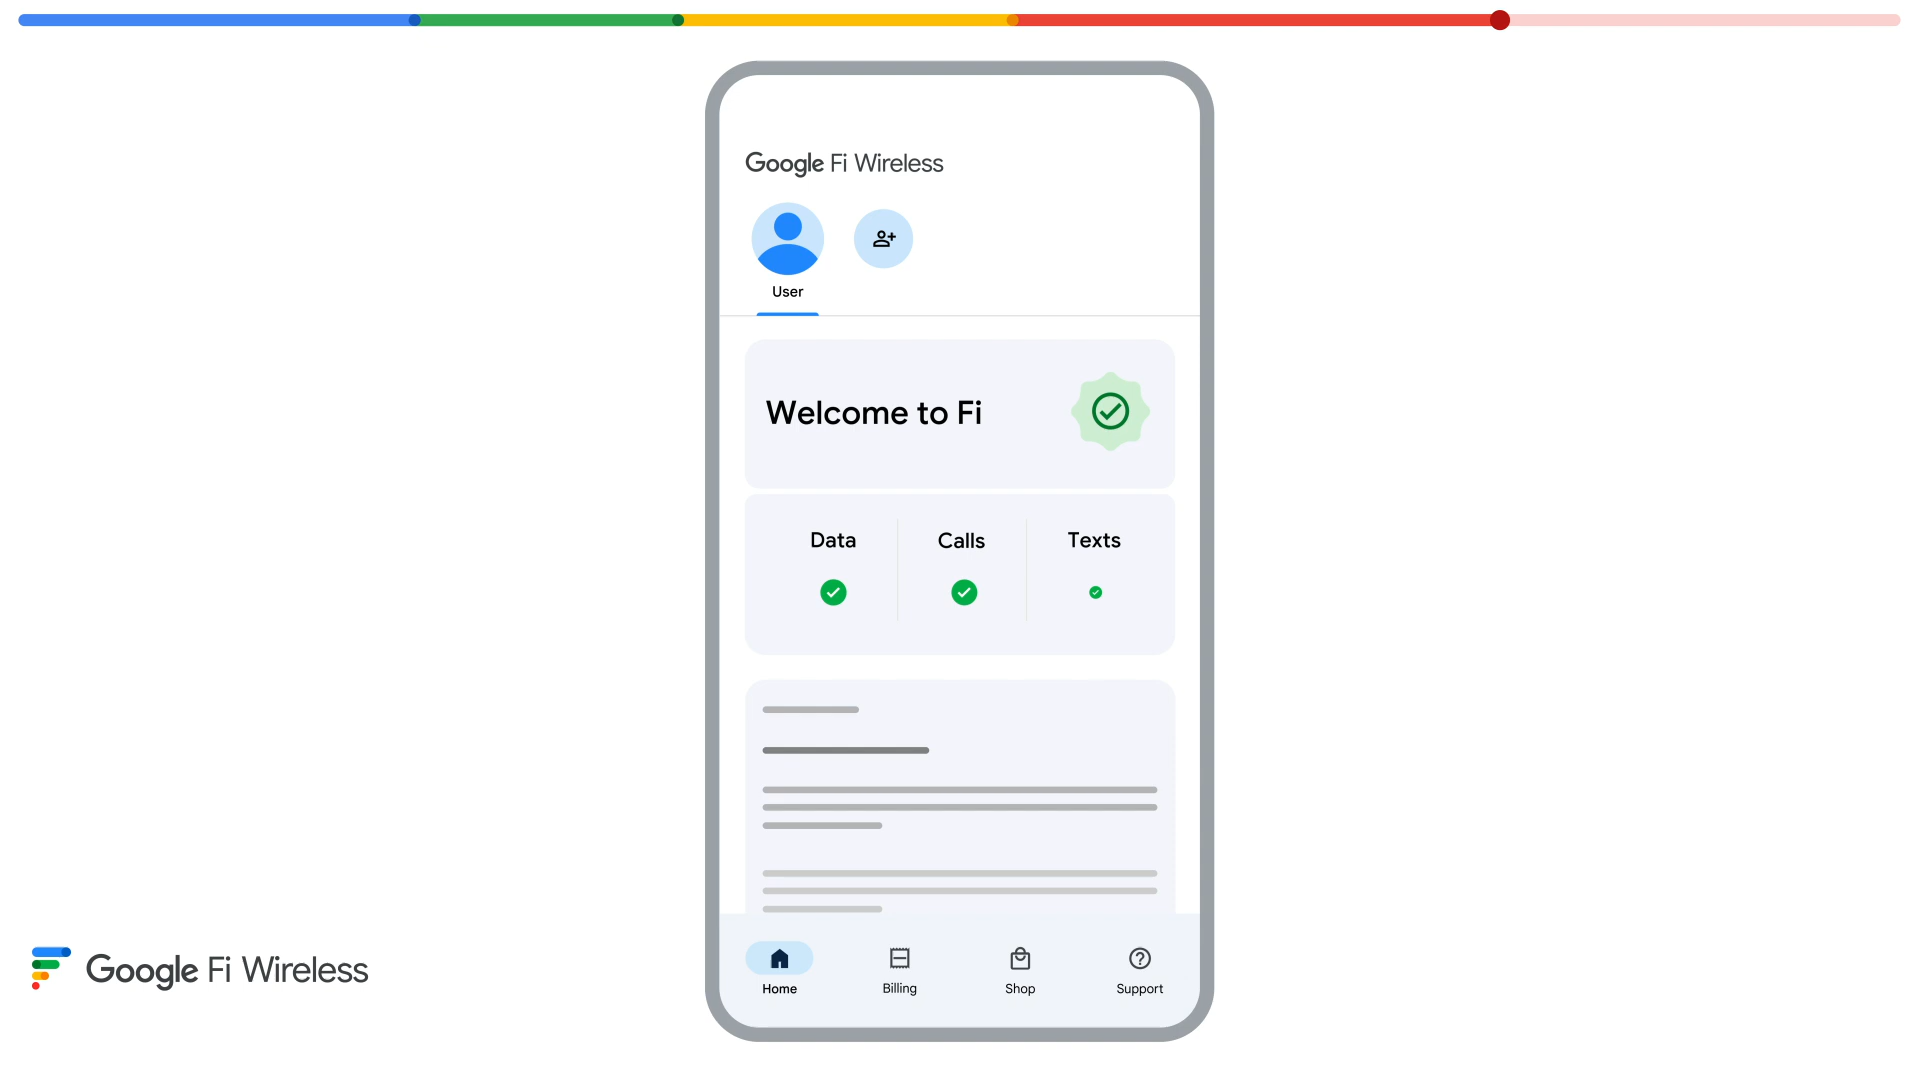 Google Fi Wireless
User
Welcome to Fi
Data Calls Texts
Home Billing Shop Support
Google Fi Wireless